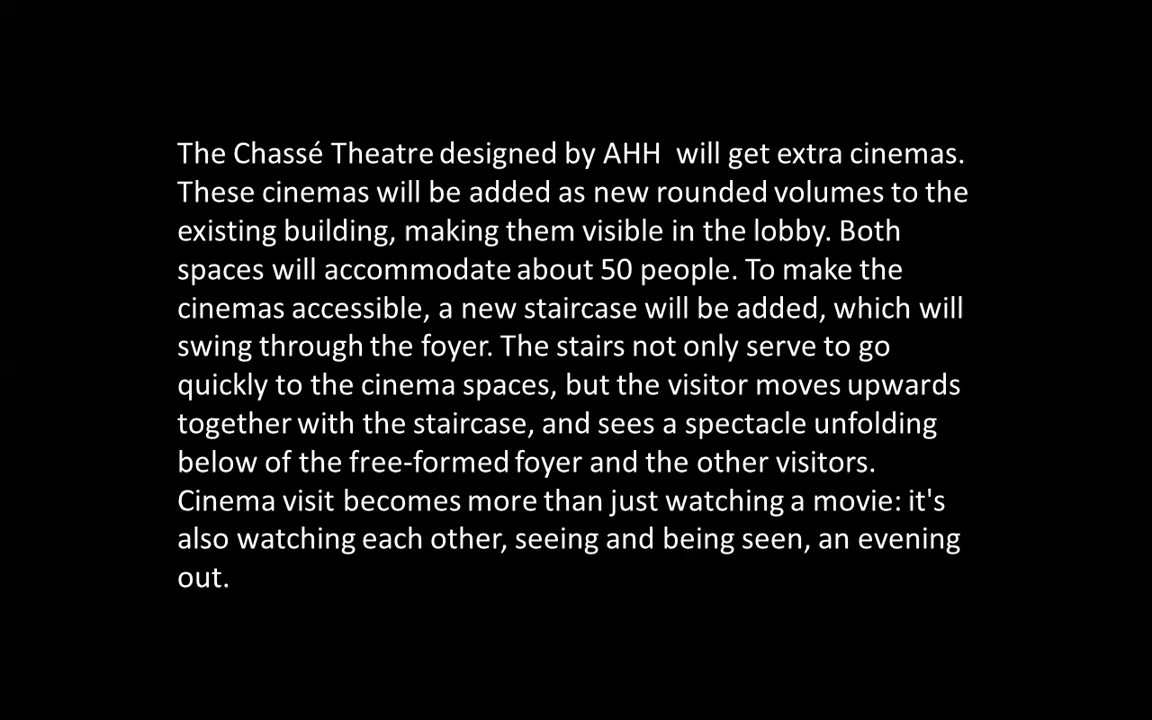 The Chassé Theatre designed by AHH  will get extra cinemas.
These cinemas will be added as new rounded volumes to the
existing building, making them visible in the lobby. Both
spaces will accommodate about 50 people. To make the
cinemas accessible, a new staircase will be added, which will
swing through the foyer. The stairs not only serve to go
quickly to the cinema spaces, but the visitor moves upwards
together with the staircase, and sees a spectacle unfolding
below of the free-formed foyer and the other visitors.
Cinema visit becomes more than just watching a movie: it's
also watching each other, seeing and being seen, an evening
out.